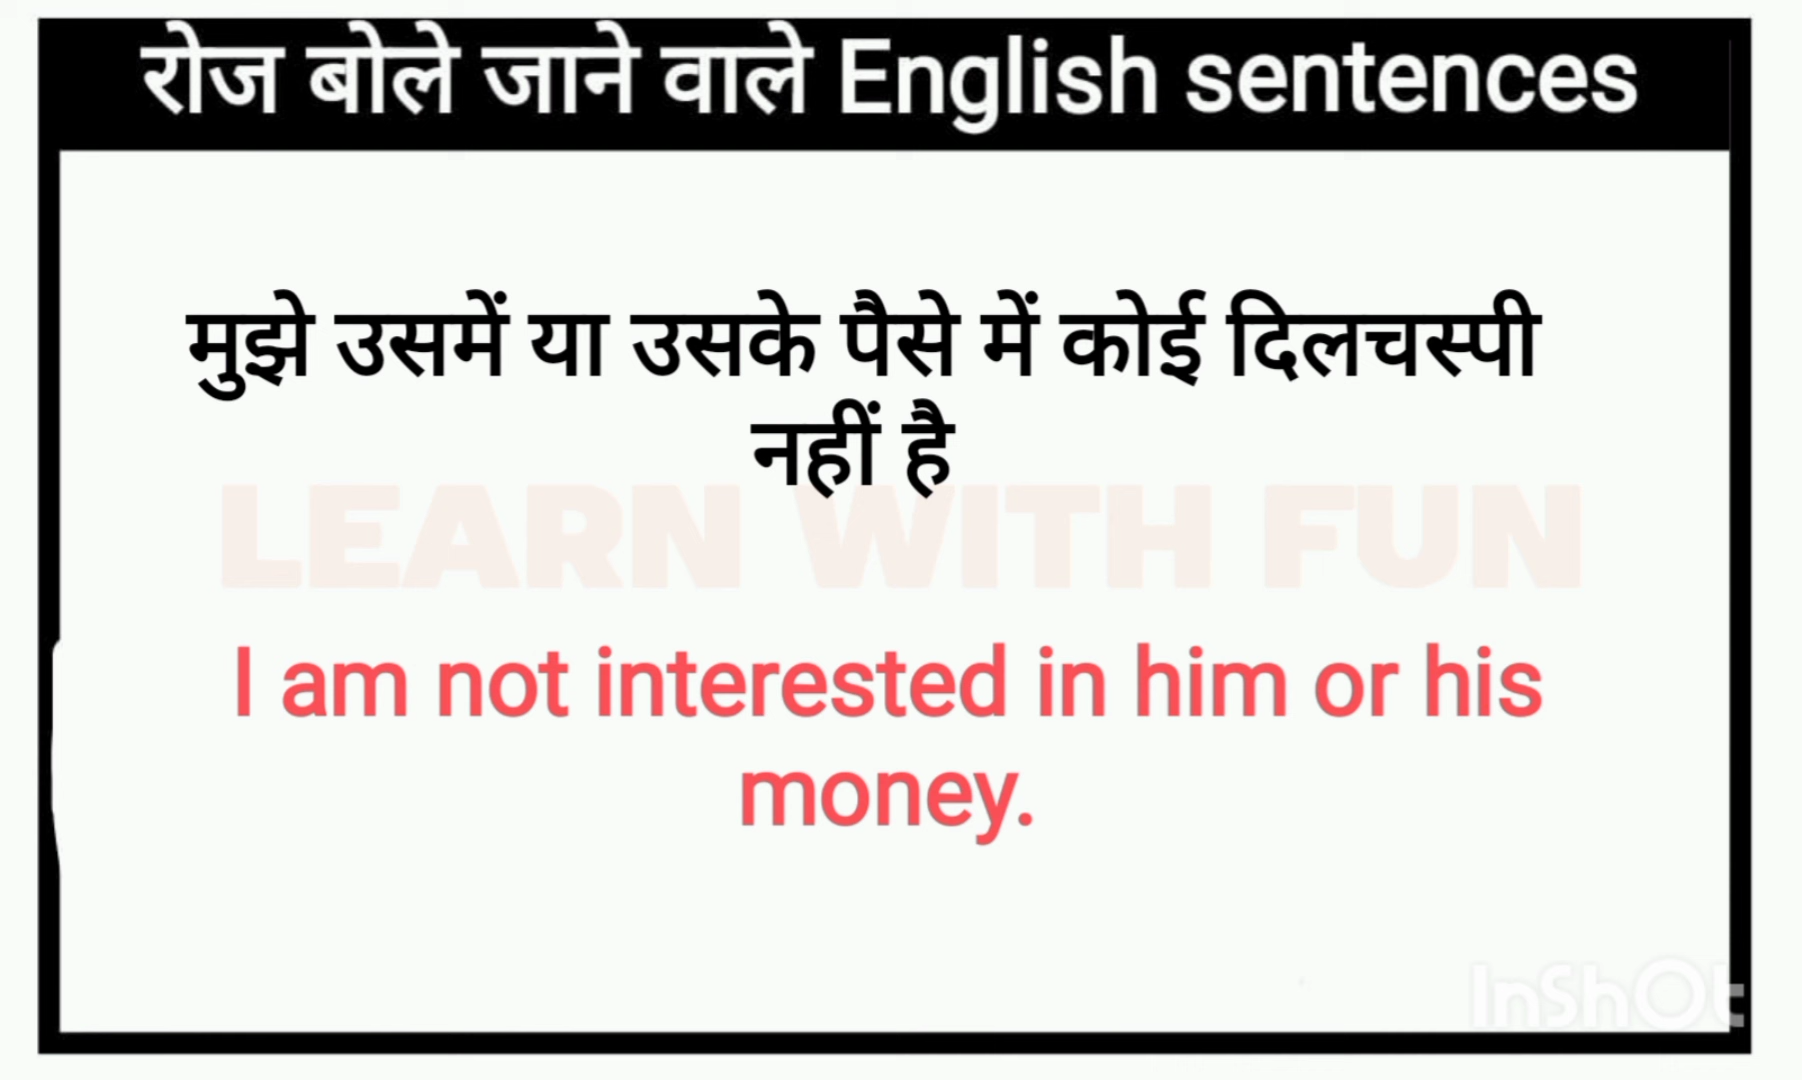 रोज बोले जाने वाले English sentences
मुझे उसमें या उसके पैसे में कोई दिलचस्पी
नहीं है
LEARN WITH FUN
I am not interested in him or his
money.
InShOt